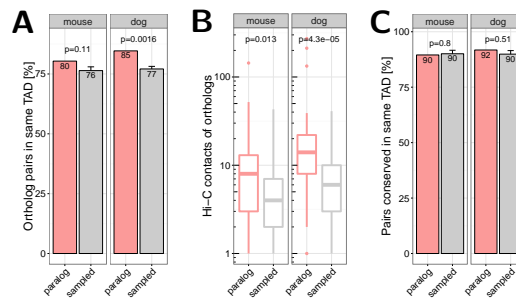 A
mouse
dog
p=0.11
p=0.0016
80
76
85
77
Ortholog pairs in same TAD [%]
75
50
25
0
paralog
sampled
paralog
sampled
B
mouse
dog
p=0.013
p=4.3e−05
Hi−C contacts of orthologs
100
10
1
paralog
sampled
paralog
sampled
C
mouse
dog
p=0.8
p=0.51
90
90
92
90
Pairs conserved in same TAD [%]
75
50
25
0
paralog
sampled
paralog
sampled